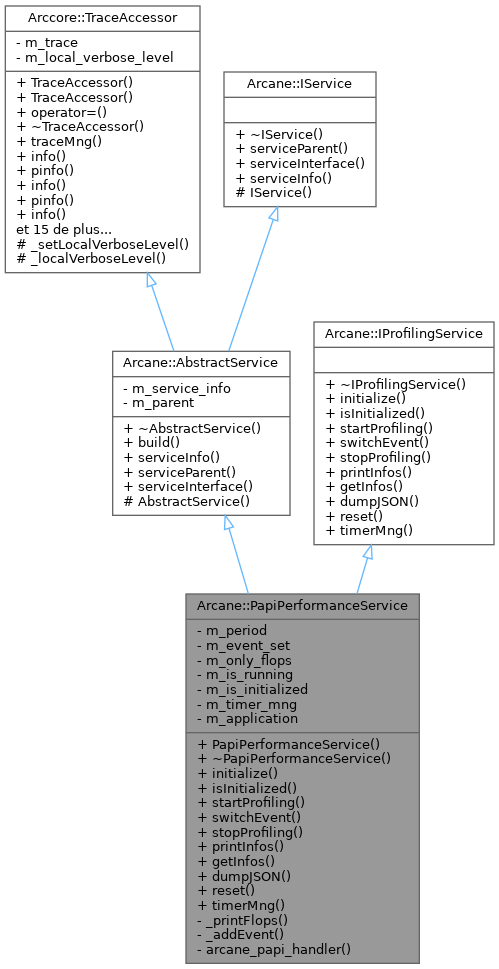 Arccore::TraceAccessor
- m_trace
- m_local_verbose_level
+ TraceAccessor()
+ TraceAccessor()
+ operator=()
+ ~TraceAccessor()
+ traceMng()
+ info()
+ pinfo()
+ info()
+ pinfo()
+ info()
et 15 de plus...
# _setLocalVerboseLevel()
# _localVerboseLevel()
Arcane::IService
+ ~IService()
+ serviceParent()
+ serviceInterface()
+ serviceInfo()
# IService()
Arcane::AbstractService
- m_service_info
- m_parent
+ ~AbstractService()
+ build()
+ serviceInfo()
+ serviceParent()
+ serviceInterface()
# AbstractService()
Arcane::IProfilingService
+ ~IProfilingService()
+ initialize()
+ isInitialized()
+ startProfiling()
+ switchEvent()
+ stopProfiling()
+ printInfos()
+ getInfos()
+ dumpJSON()
+ reset()
+ timerMng()
Arcane::PapiPerformanceService
- m_period
- m_event_set
- m_only_flops
- m_is_running
- m_is_initialized
- m_timer_mng
- m_application
+ PapiPerformanceService()
+ ~PapiPerformanceService()
+ initialize()
+ isInitialized()
+ startProfiling()
+ switchEvent()
+ stopProfiling()
+ printInfos()
+ getInfos()
+ dumpJSON()
+ reset()
+ timerMng()
- _printFlops()
- _addEvent()
- arcane_papi_handler()